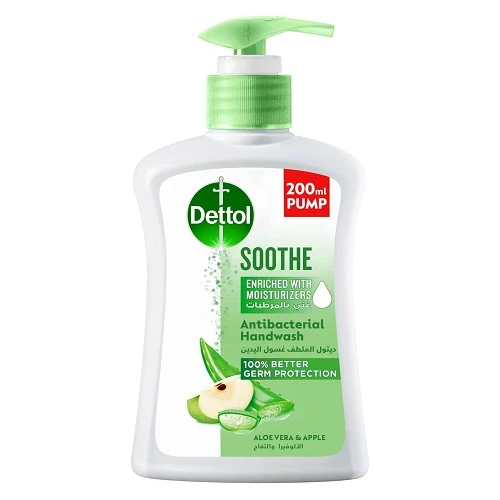 200ml
PUMP
Dettol
SOOTHE
ENRICHED WITH
MOISTURIZERS
غني بالمرطبات
Antibacterial
Handwash
ديتول الملطف غسول اليدين
100% BETTER
GERM PROTECTION
ALOE VERA & APPLE
الألوفيرا والتفاح